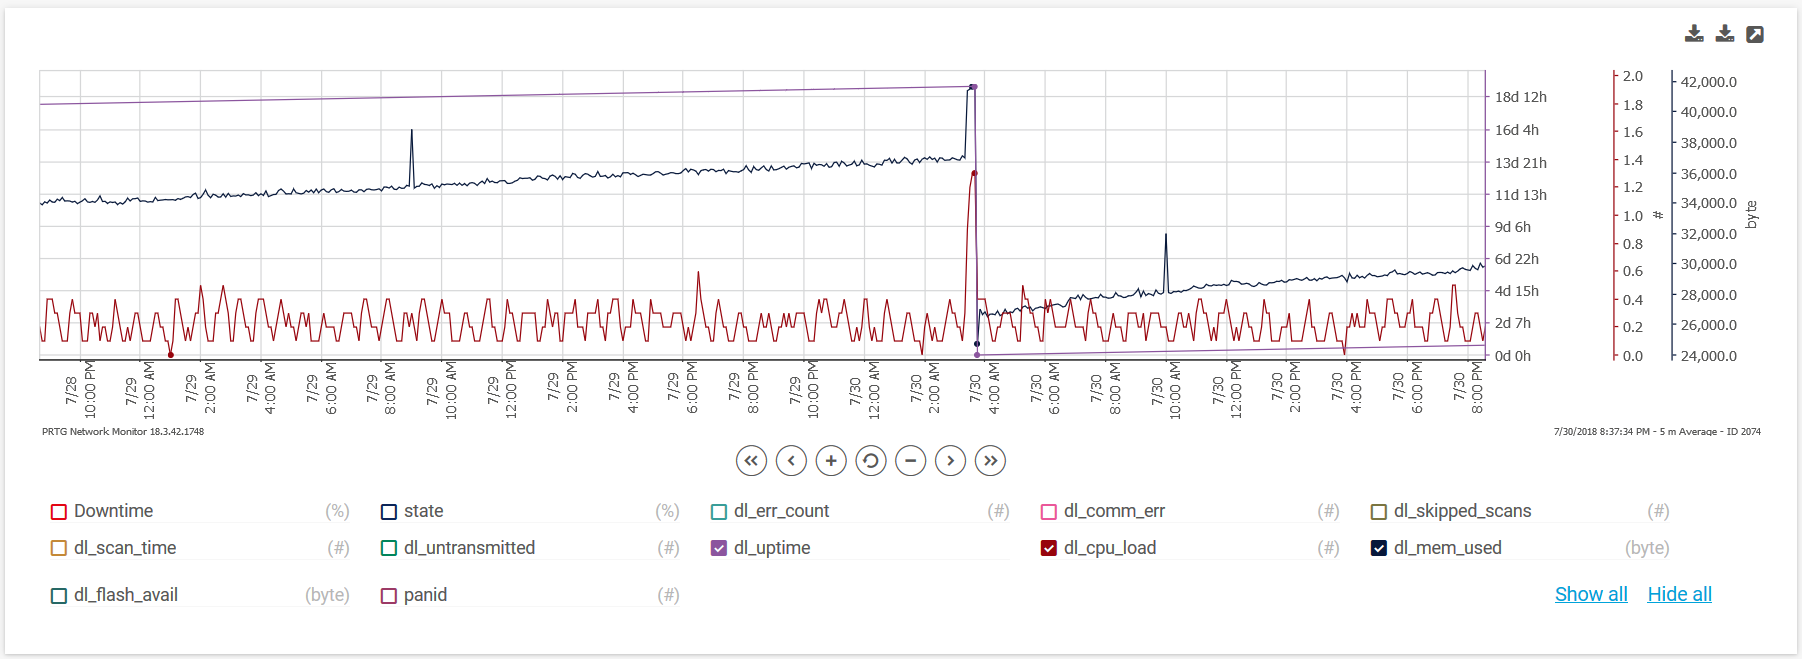 2.0 42,000.0
18d 12h 1.8 40,000.0
16d 4h 1.6 38,000.0
13d 21h 1.4 36,000.0
11d 13h 1.2 34,000.0
9d 6h 1.0 # 32,000.0 byte
6d 22h 0.8 30,000.0
4d 15h 0.6 28,000.0
2d 7h 0.4 26,000.0
0d 0h 0.2 24,000.0
0.0
7/28 10:00 PM
7/29 12:00 AM
7/29 2:00 AM
7/29 4:00 AM
7/29 6:00 AM
7/29 8:00 AM
7/29 10:00 AM
7/29 12:00 PM
7/29 2:00 PM
7/29 4:00 PM
7/29 6:00 PM
7/29 8:00 PM
7/29 10:00 PM
7/30 12:00 AM
7/30 2:00 AM
7/30 4:00 AM
7/30 6:00 AM
7/30 8:00 AM
7/30 10:00 AM
7/30 12:00 PM
7/30 2:00 PM
7/30 4:00 PM
7/30 6:00 PM
7/30 8:00 PM
PRTG Network Monitor 18.3.42.1748
7/30/2018 8:37:34 PM - 5 m Average - ID 2074
Downtime (%) state (%) dl_err_count (#) dl_comm_err (#) dl_skipped_scans (#)
dl_scan_time (#) dl_untransmitted (#) dl_uptime dl_cpu_load (#) dl_mem_used (byte)
dl_flash_avail (byte) panid (#) Show all Hide all